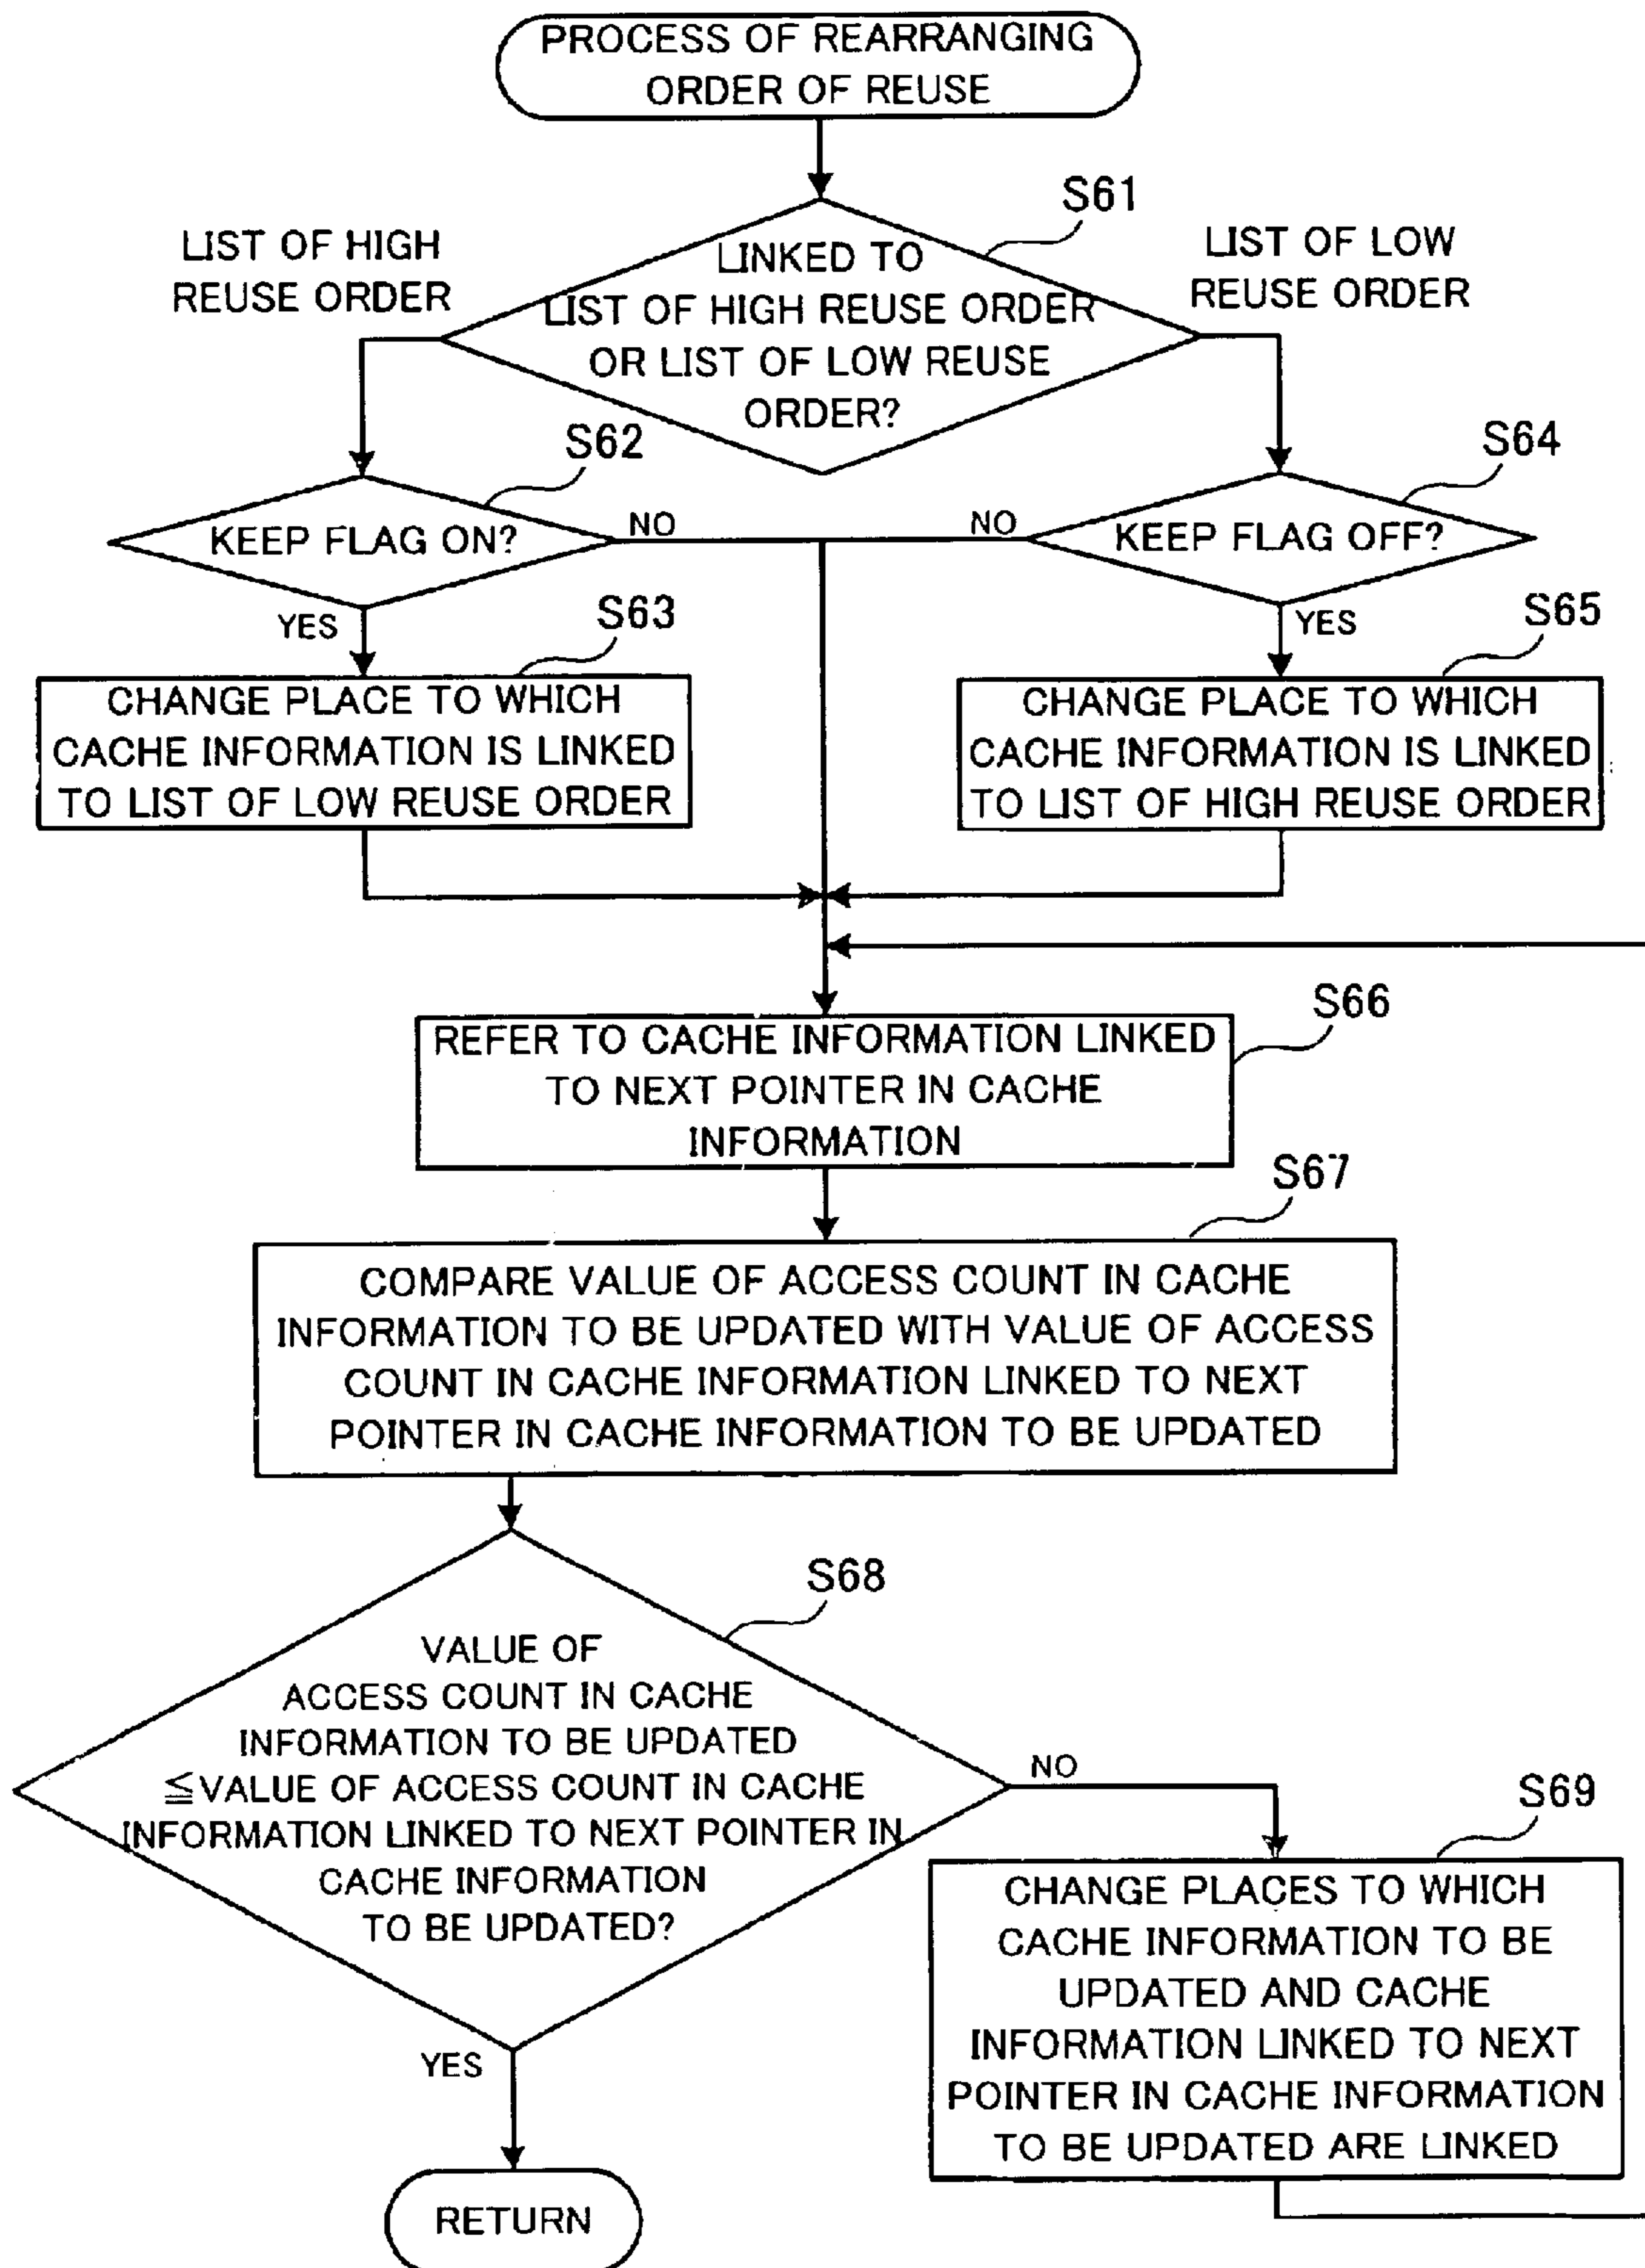 PROCESS OF REARRANGING
ORDER OF REUSE
S61
LIST OF HIGH
REUSE ORDER
LINKED TO
LIST OF HIGH REUSE ORDER
OR LIST OF LOW REUSE
ORDER?
LIST OF LOW
REUSE ORDER
S62
KEEP FLAG ON?
NO
YES
S64
KEEP FLAG OFF?
NO
YES
S63
CHANGE PLACE TO WHICH
CACHE INFORMATION IS LINKED
TO LIST OF LOW REUSE ORDER
S65
CHANGE PLACE TO WHICH
CACHE INFORMATION IS LINKED
TO LIST OF HIGH REUSE ORDER
S66
REFER TO CACHE INFORMATION LINKED
TO NEXT POINTER IN CACHE
INFORMATION
S67
COMPARE VALUE OF ACCESS COUNT IN CACHE
INFORMATION TO BE UPDATED WITH VALUE OF ACCESS
COUNT IN CACHE INFORMATION LINKED TO NEXT
POINTER IN CACHE INFORMATION TO BE UPDATED
S68
VALUE OF
ACCESS COUNT IN CACHE
INFORMATION TO BE UPDATED
≦VALUE OF ACCESS COUNT IN CACHE
INFORMATION LINKED TO NEXT POINTER IN
CACHE INFORMATION
TO BE UPDATED?
NO
YES
S69
CHANGE PLACES TO WHICH
CACHE INFORMATION TO BE
UPDATED AND CACHE
INFORMATION LINKED TO NEXT
POINTER IN CACHE INFORMATION
TO BE UPDATED ARE LINKED
RETURN